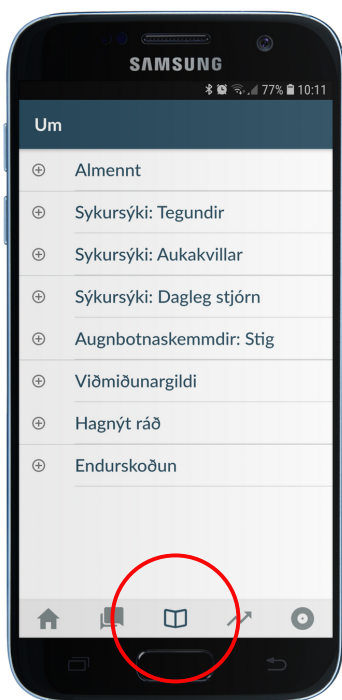 SAMSUNG
77% 10:11
Um
Almennt
Sykursýki: Tegundir
Sykursýki: Aukakvillar
Sýkursýki: Dagleg stjórn
Augnbotnaskemmdir: Stig
Viðmiðunargildi
Hagnýt ráð
Endurskoðun